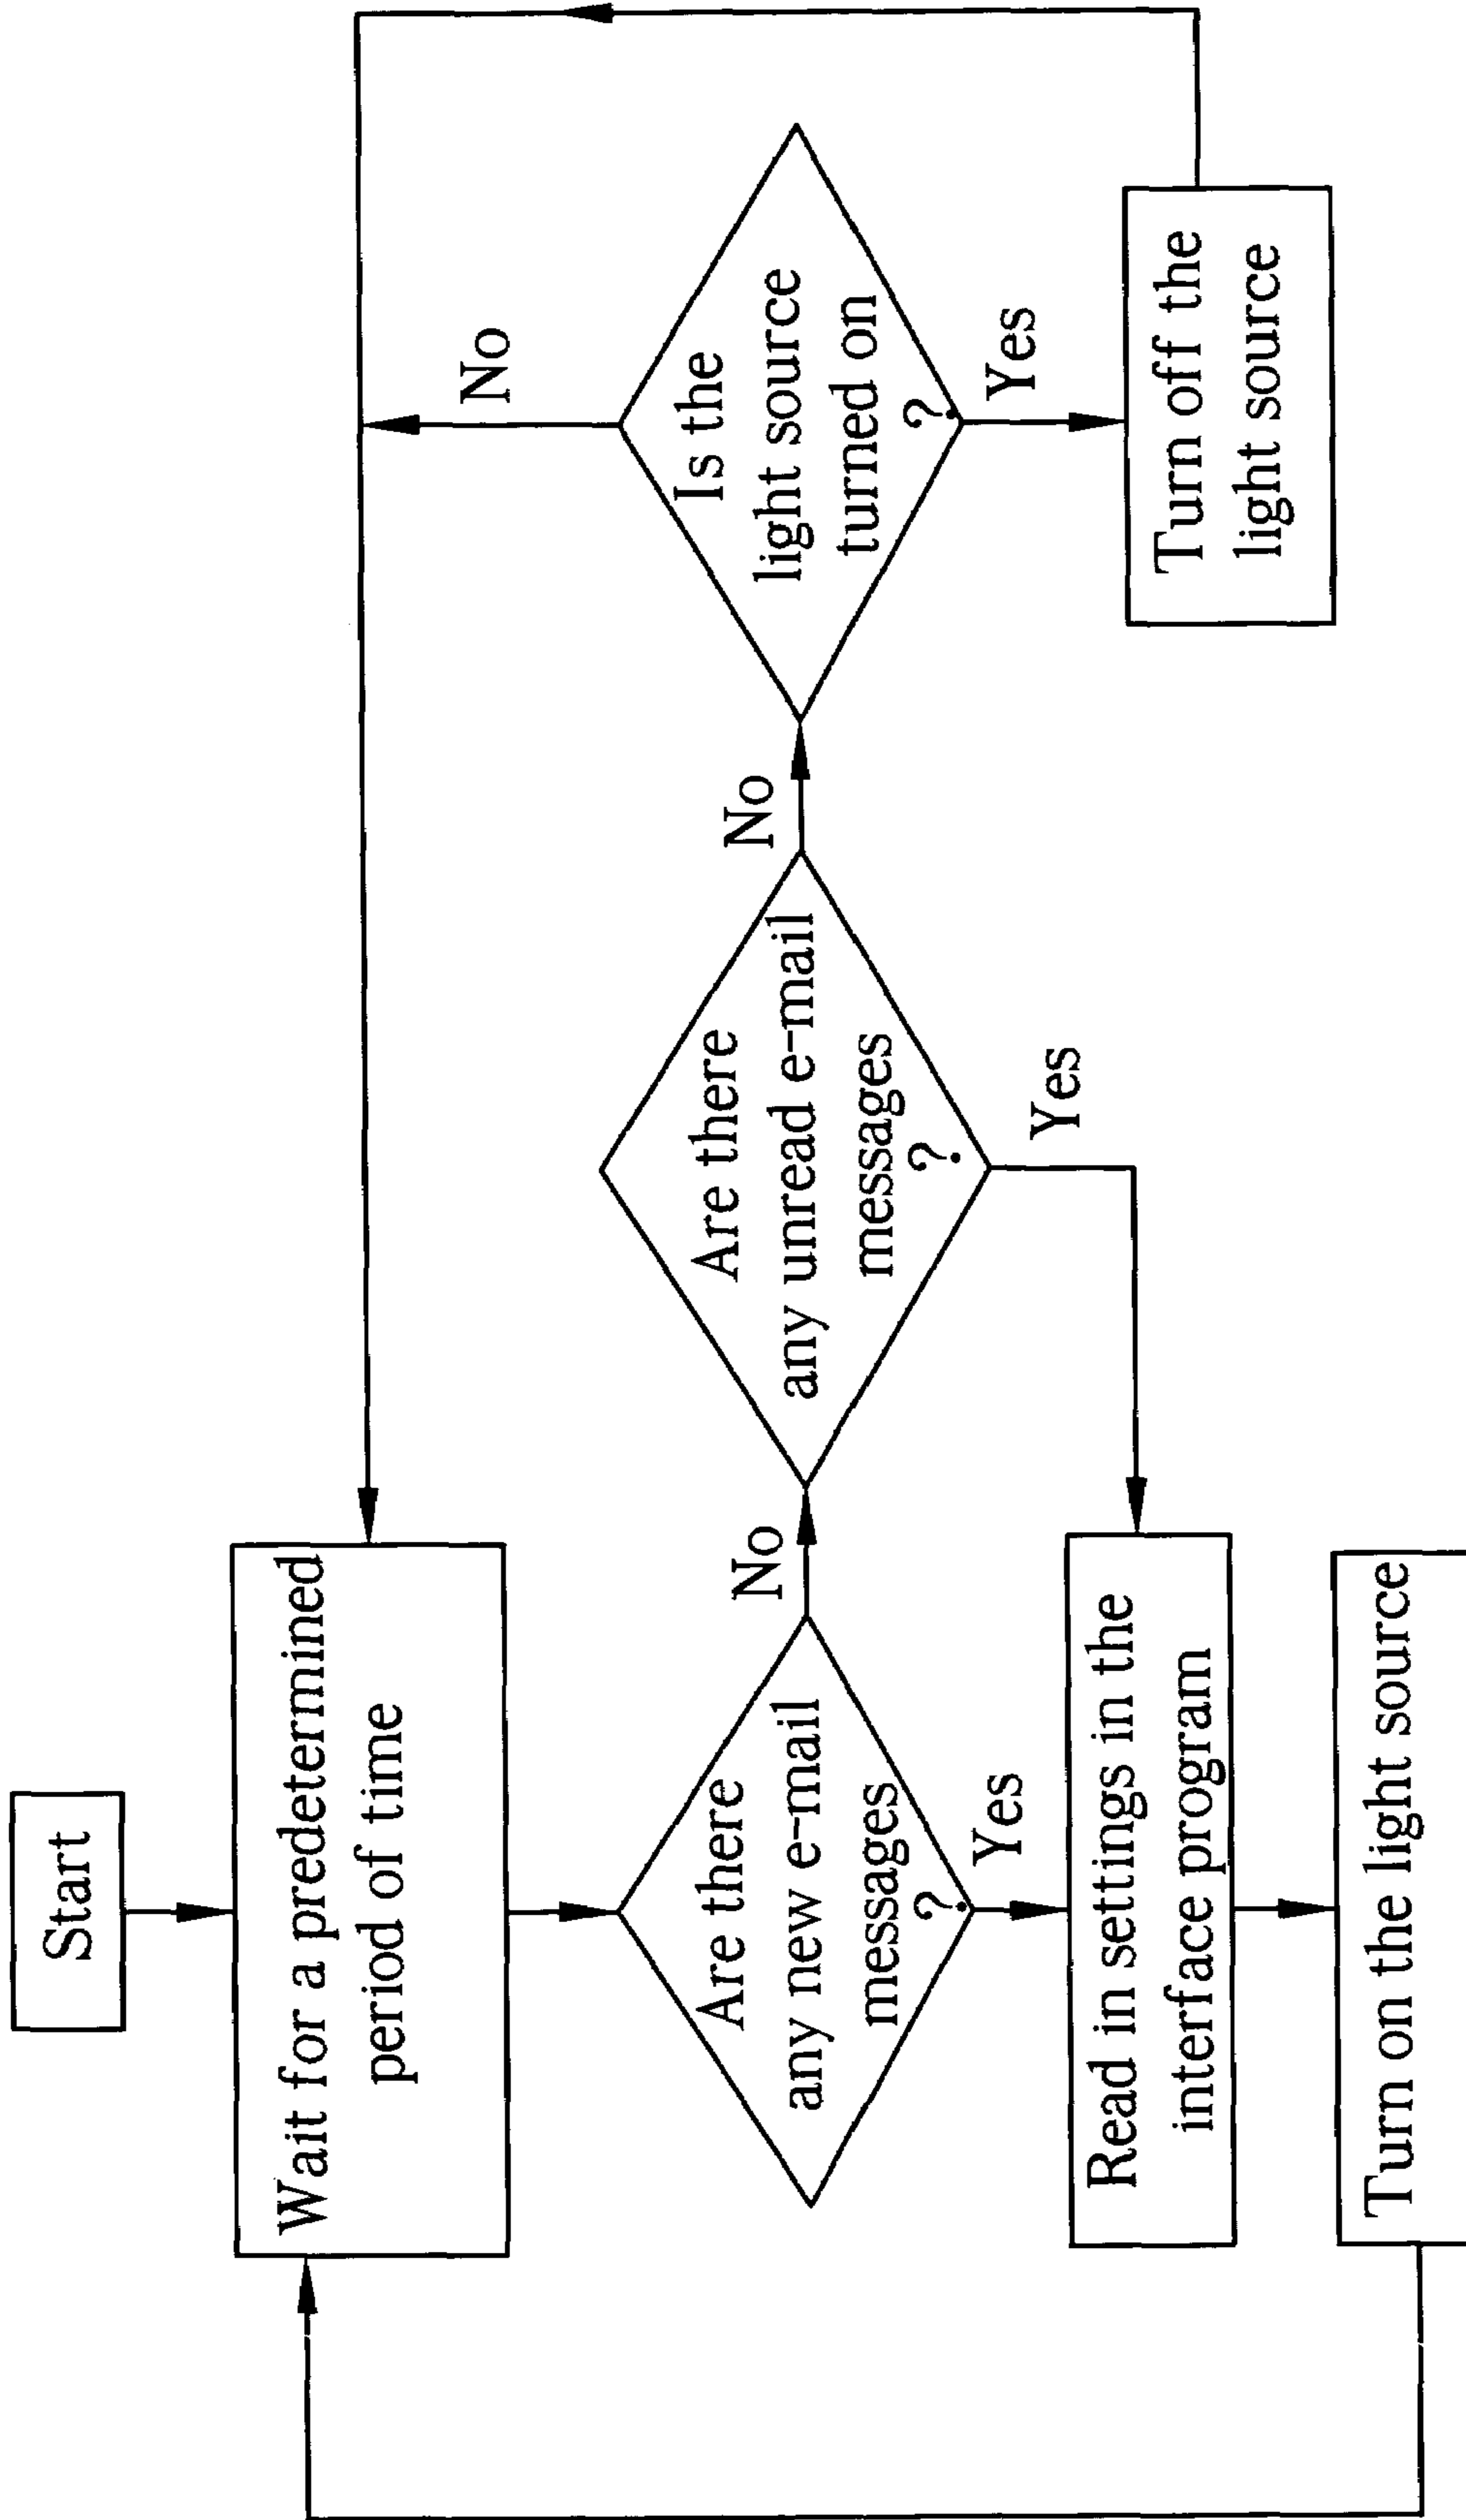 Start
Wait for a predetermined
period of time
Are there
any new e-mail
messages
?
No
Yes
Are there
any unread e-mail
messages
?
No
Yes
Is the
light source
turned on
?
No
Yes
Turn off the
light source
Read in settings in the
interface program
Turn on the light source